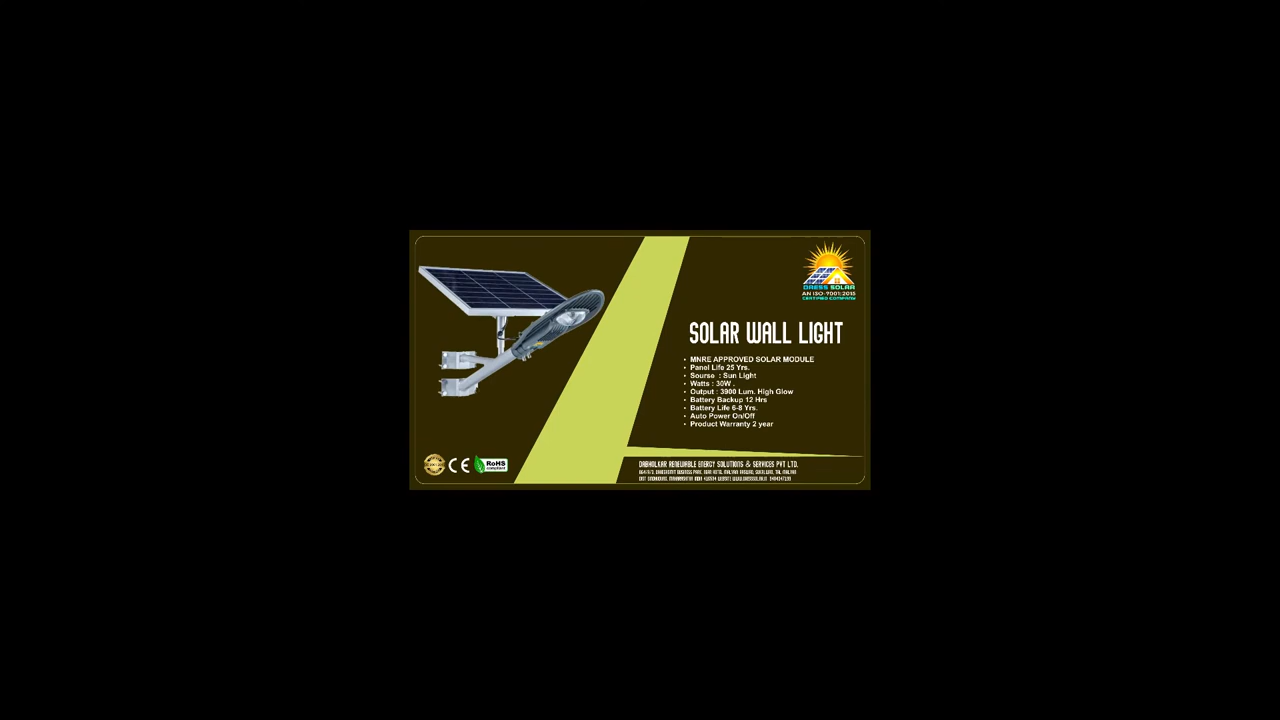 DRESS SOLAR
AN ISO-9001:2015
CERTIFIED COMPANY
SOLAR WALL LIGHT
• MNRE APPROVED SOLAR MODULE
• Panel Life 25 Yrs.
• Sourse : Sun Light
• Watts : 30W .
• Output : 3900 Lum. High Glow
• Battery Backup 12 Hrs
• Battery Life 6-8 Yrs.
• Auto Power On/Off
• Product Warranty 2 year
CE
RoHS
compliant
DABHOLKAR RENEWABLE ENERGY SOLUTIONS & SERVICES PVT LTD.